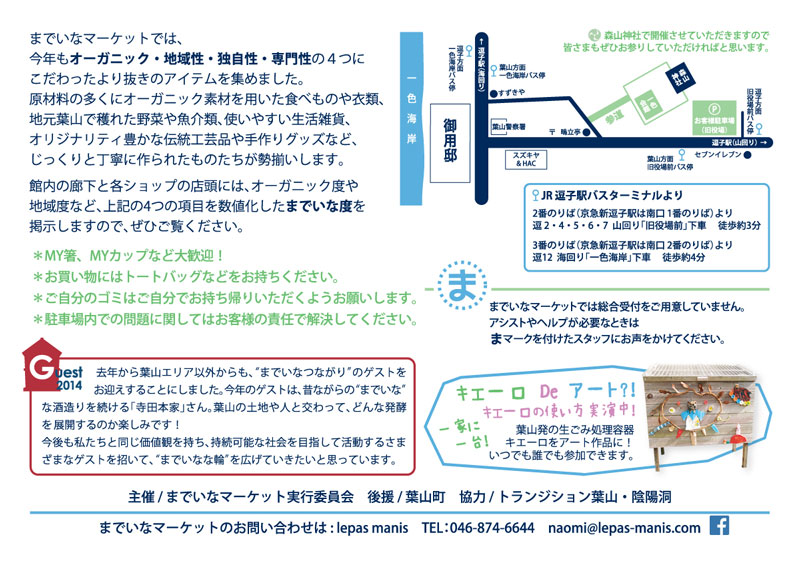 までいなマーケットでは、
今年もオーガニック・地域性・独自性・専門性の４つに
こだわったより抜きのアイテムを集めました。
原材料の多くにオーガニック素材を用いた食べものや衣類、
地元葉山で穫れた野菜や魚介類、使いやすい生活雑貨、
オリジナリティ豊かな伝統工芸品や手作りグッズなど、
じっくりと丁寧に作られたものたちが勢揃いします。
館内の廊下と各ショップの店頭には、オーガニック度や
地域度など、上記の4つの項目を数値化したまでいな度を
掲示しますので、ぜひご覧ください。
＊MY箸、MYカップなど大歓迎！
＊お買い物にはトートバッグなどをお持ちください。
＊ご自分のゴミはご自分でお持ち帰りいただくようお願いします。
＊駐車場内での問題に関してはお客様の責任で解決してください。
森山神社で開催させていただきますので
皆さまもぜひお参りしていただければと思います。
一色海岸
逗子方面
一色海岸バス停
←逗子駅（海回り）
葉山方面
一色海岸バス停
すずきや
御用邸
葉山警察署
〒
鴫立亭
スズキヤ
& HAC
参道
一色
会館
森山
神社
P
お客様駐車場
（旧役場）
逗子方面
旧役場前バス停
逗子駅（山回り）→
葉山方面
旧役場前バス停
セブンイレブン
JR 逗子駅バスターミナルより
2番のりば（京急新逗子駅は南口 1番のりば）より
逗 2・4・5・6・7 山回り「旧役場前」下車 徒歩約3分
3番のりば（京急新逗子駅は南口 2番のりば）より
逗12 海回り「一色海岸」下車 徒歩約4分
ま
までいなマーケットでは総合受付をご用意していません。
アシストやヘルプが必要なときは
まマークを付けたスタッフにお声をかけてください。
Guest
2014
去年から葉山エリア以外からも、“までいなつながり”のゲストを
お迎えすることにしました。今年のゲストは、昔ながらの“までいな”
な酒造りを続ける「寺田本家」さん。葉山の土地や人と交わって、どんな発酵
を展開するのか楽しみです！
今後も私たちと同じ価値観を持ち、持続可能な社会を目指して活動するさま
ざまなゲストを招いて、“までいなな輪”を広げていきたいと思っています。
キエーロ De アート?!
キエーロの使い方実演中!
一家に
一台!
葉山発の生ごみ処理容器
キエーロをアート作品に！
いつでも誰でも参加できます。
主催 / までいなマーケット実行委員会 後援 / 葉山町 協力 / トランジション葉山・陰陽洞
までいなマーケットのお問い合わせは : lepas manis TEL：046-874-6644 naomi@lepas-manis.com f